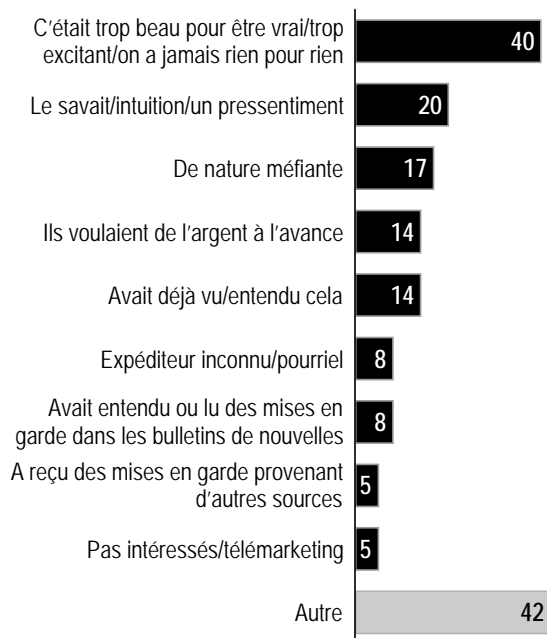 C'était trop beau pour être vrai/trop
excitant/on a jamais rien pour rien
40
Le savait/intuition/un pressentiment
20
De nature méfiante
17
Ils voulaient de l'argent à l'avance
14
Avait déjà vu/entendu cela
14
Expéditeur inconnu/pourriel
8
Avait entendu ou lu des mises en
garde dans les bulletins de nouvelles
8
A reçu des mises en garde provenant
d'autres sources
5
Pas intéressés/télémarketing
5
Autre
42